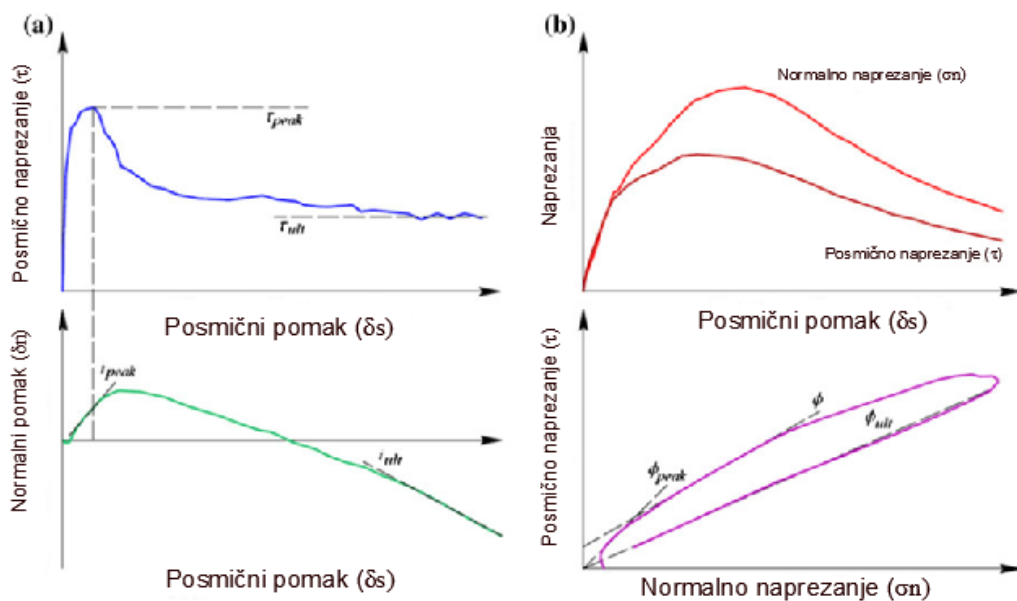 (a)
Posmično naprezanje (τ)
τpeak
τult
Posmični pomak (δs)
Normalni pomak (δn)
ipeak
iult
Posmični pomak (δs)
(b)
Naprezanja
Normalno naprezanje (σn)
Posmično naprezanje (τ)
Posmični pomak (δs)
Posmično naprezanje (τ)
ϕ
ϕult
ϕpeak
Normalno naprezanje (σn)